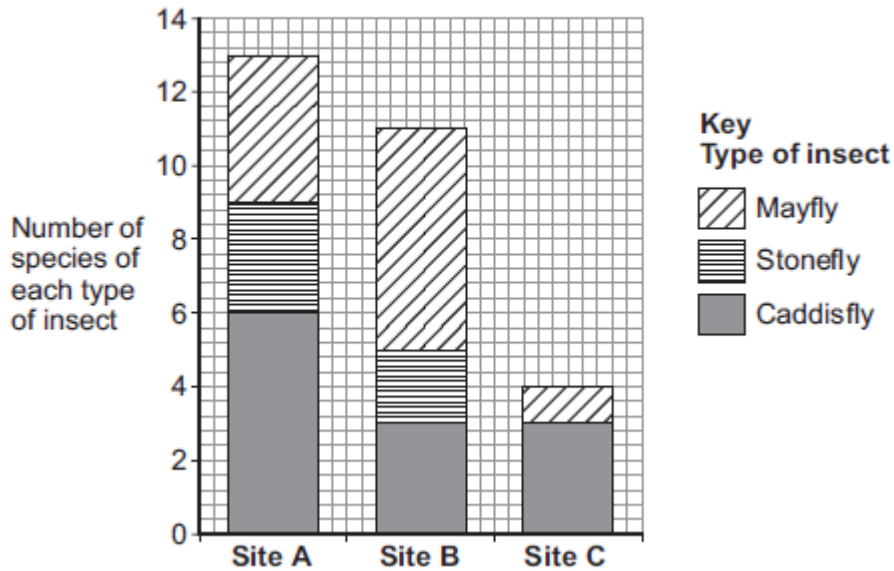 14
12
10
8
6
4
2
0
Number of
species of
each type
of insect
Site A
Site B
Site C
Key
Type of insect
Mayfly
Stonefly
Caddisfly